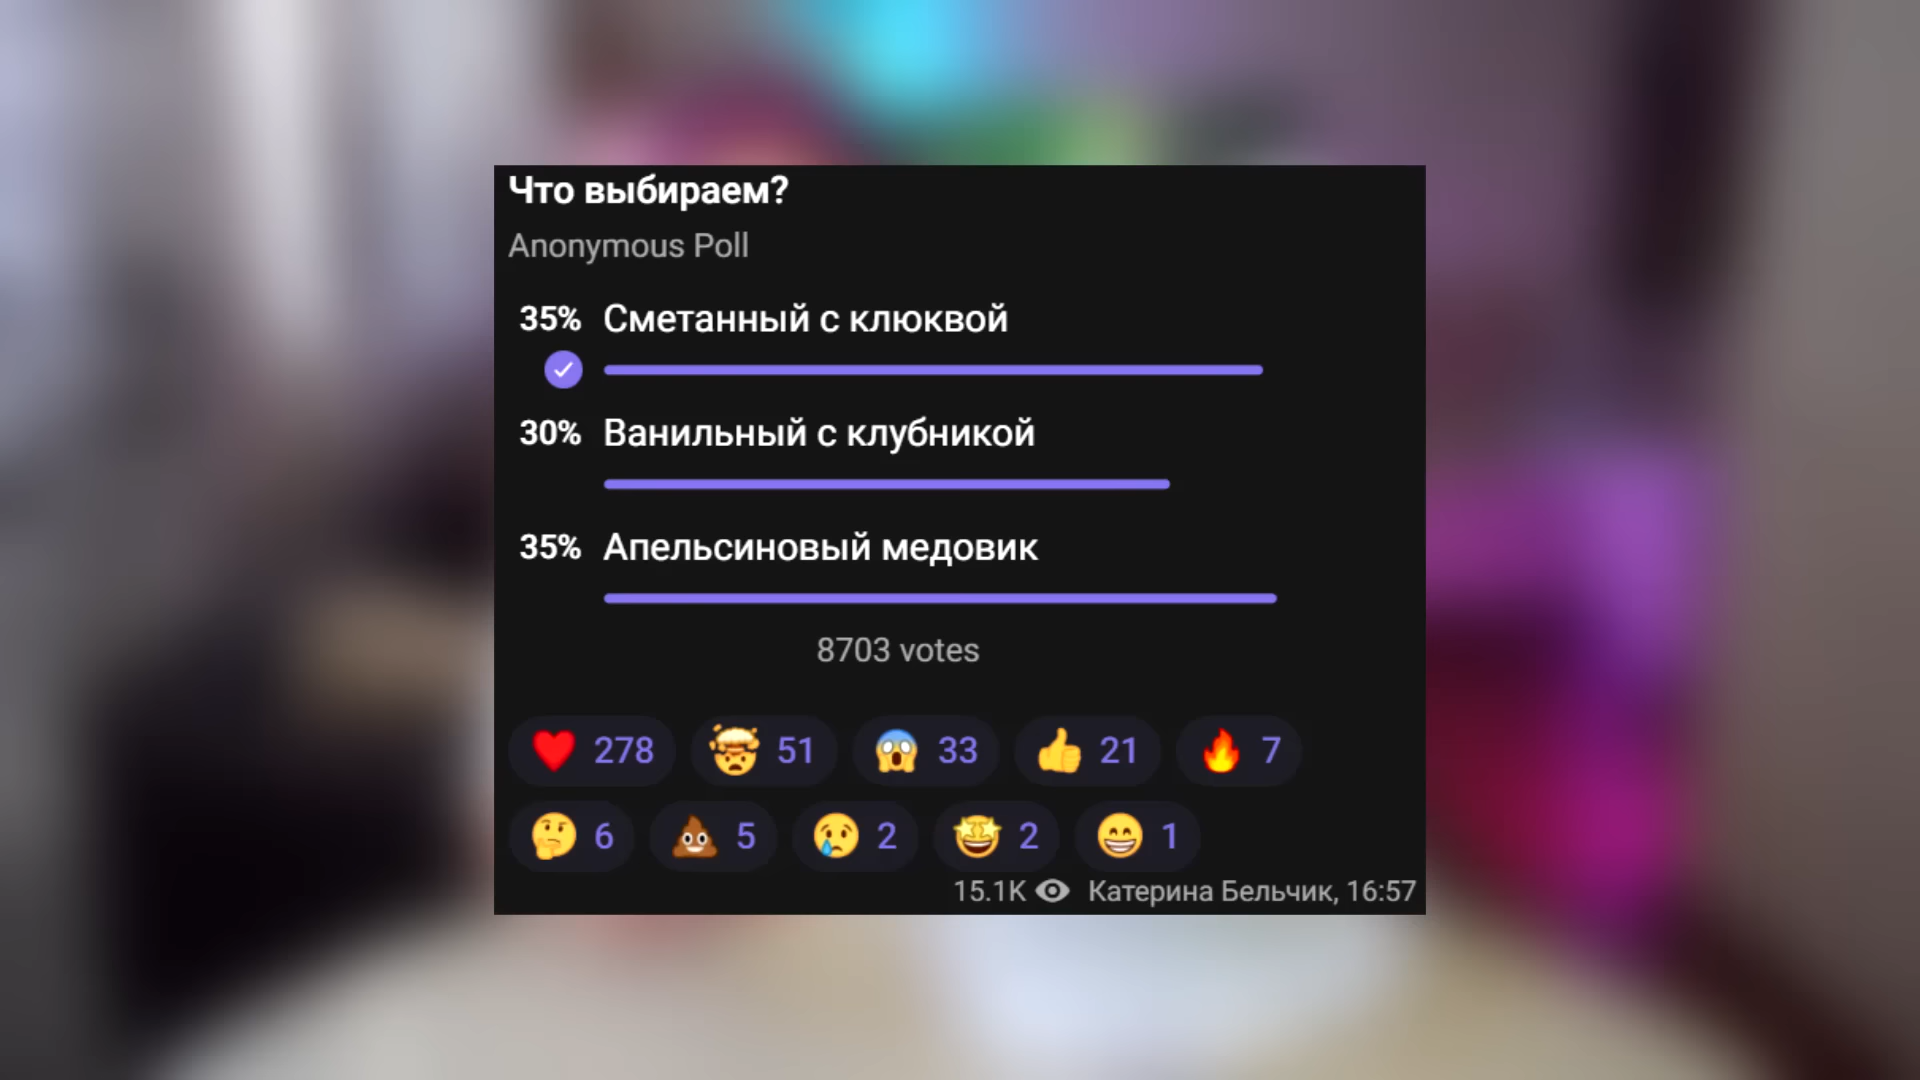 Что выбираем?
Anonymous Poll
35% Сметанный с клюквой
30% Ванильный с клубникой
35% Апельсиновый медовик
8703 votes
278 51 33 21 7
6 5 2 2 1
15.1K Катерина Бельчик, 16:57